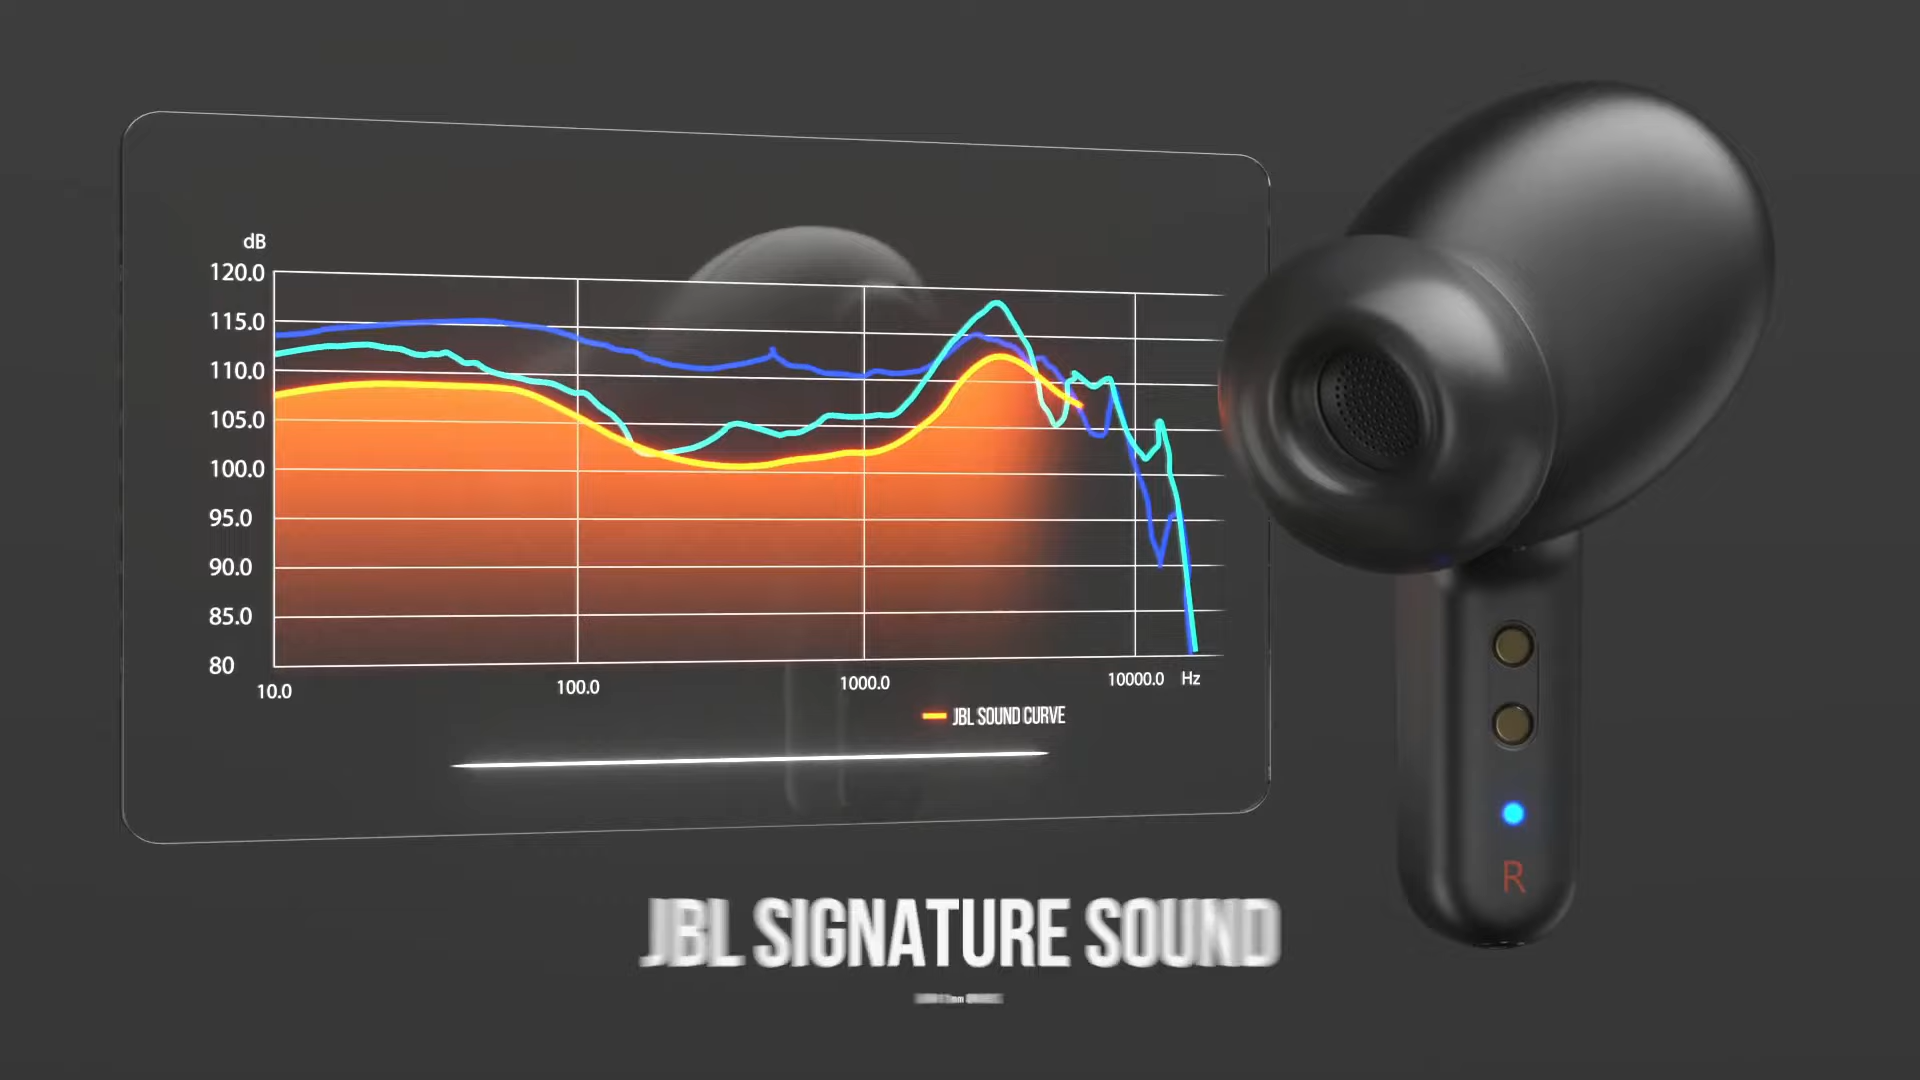 dB
120.0
115.0
110.0
105.0
100.0
95.0
90.0
85.0
80
10.0 100.0 1000.0 10000.0 Hz
JBL SOUND CURVE
R
JBL SIGNATURE SOUND
mm